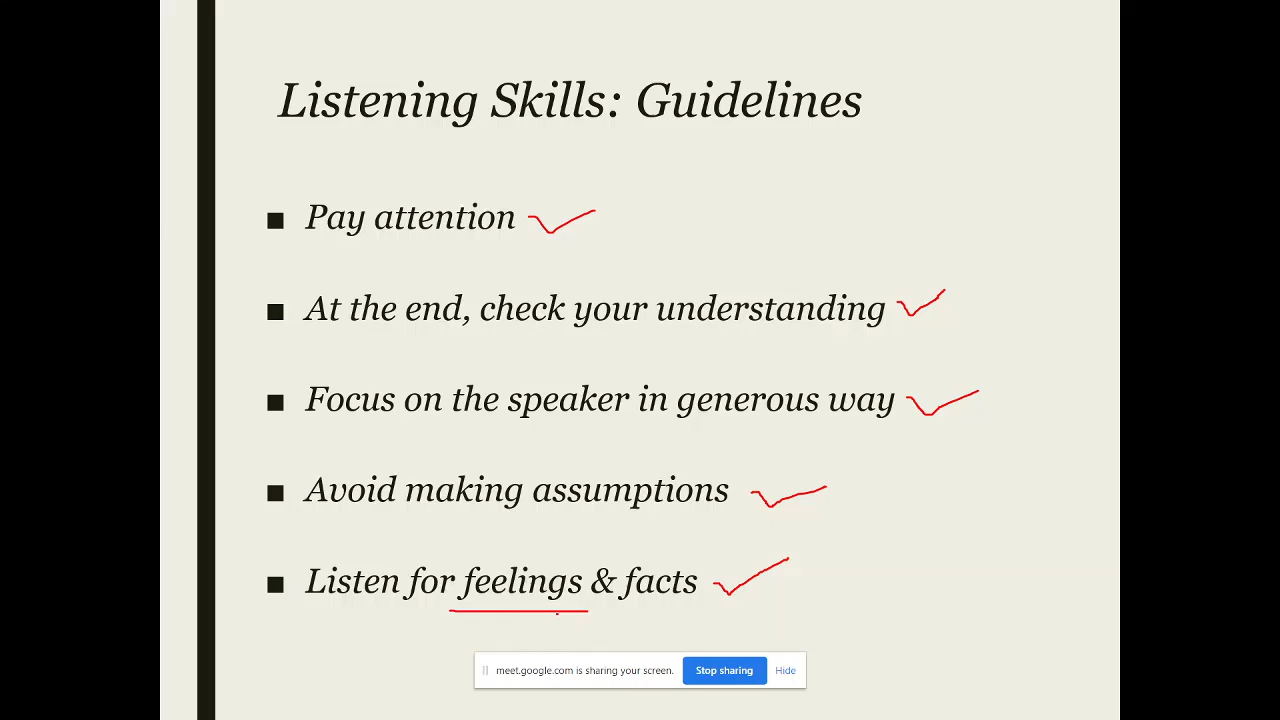 Listening Skills: Guidelines
■ Pay attention
■ At the end, check your understanding
■ Focus on the speaker in generous way
■ Avoid making assumptions
■ Listen for feelings & facts
meet.google.com is sharing your screen. Stop sharing Hide